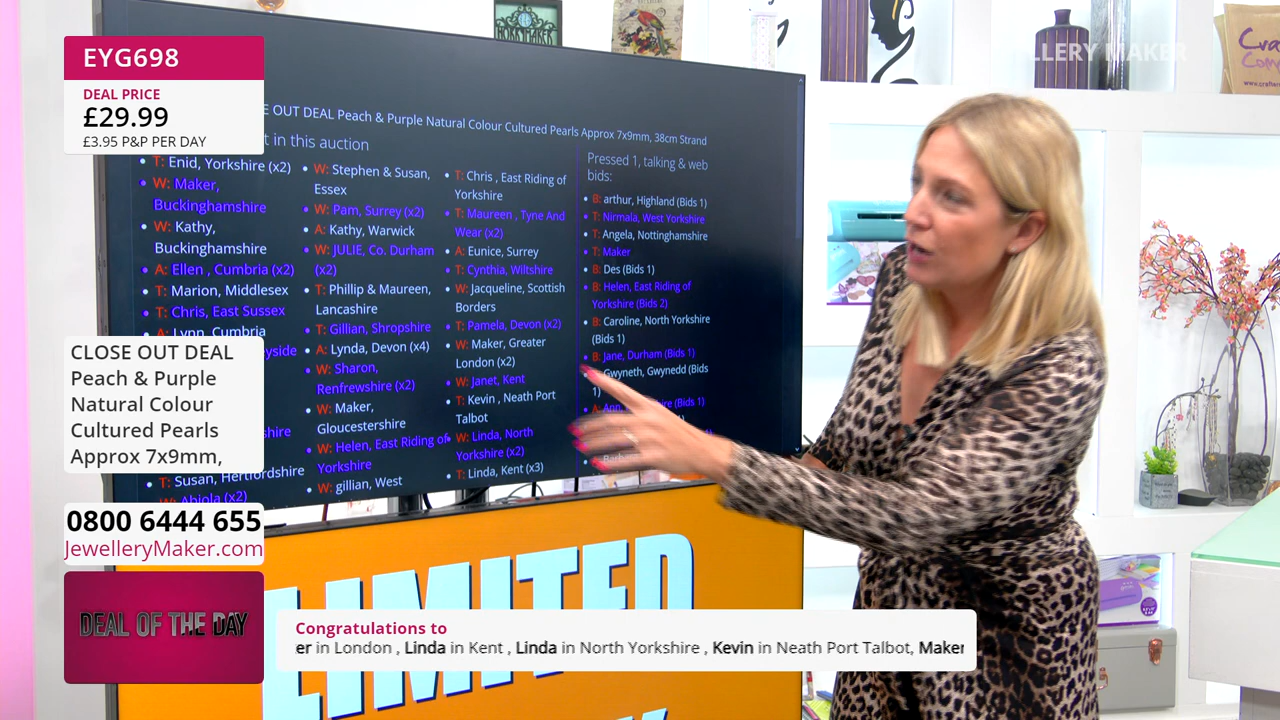 EYG698
DEAL PRICE
£29.99
£3.95 P&P PER DAY
OUT DEAL Peach & Purple Natural Colour Cultured Pearls Approx 7x9mm, 38cm Strand
in this auction
T: Enid, Yorkshire (x2)
W: Maker,
Buckinghamshire
W: Kathy,
Buckinghamshire
A: Ellen , Cumbria (x2)
T: Marion, Middlesex
T: Chris, East Sussex
A: Lynn, Cumbria
T: Susan, Hertfordshire
W: Abiola (x2)
W: Stephen & Susan,
Essex
W: Pam, Surrey (x2)
A: Kathy, Warwick
W: JULIE, Co. Durham
(x2)
T: Phillip & Maureen,
Lancashire
T: Gillian, Shropshire
A: Lynda, Devon (x4)
W: Sharon,
Renfrewshire (x2)
W: Maker,
Gloucestershire
W: Helen, East Riding of
Yorkshire
W: gillian, West
T: Chris , East Riding of
Yorkshire
T: Maureen , Tyne And
Wear (x2)
A: Eunice, Surrey
T: Cynthia, Wiltshire
W: Jacqueline, Scottish
Borders
T: Pamela, Devon (x2)
W: Maker, Greater
London (x2)
W: Janet, Kent
T: Kevin , Neath Port
Talbot
W: Linda, North
Yorkshire (x2)
T: Linda, Kent (x3)
Pressed 1, talking & web
bids:
B: arthur, Highland (Bids 1)
T: Nirmala, West Yorkshire
T: Angela, Nottinghamshire
T: Maker
B: Des (Bids 1)
B: Helen, East Riding of
Yorkshire (Bids 2)
B: Caroline, North Yorkshire
(Bids 1)
B: Jane, Durham (Bids 1)
Gwyneth, Gwynedd (Bids
1)
CLOSE OUT DEAL
Peach & Purple
Natural Colour
Cultured Pearls
Approx 7x9mm,
0800 6444 655
JewelleryMaker.com
DEAL OF THE DAY
LIMITED
Congratulations to
er in London , Linda in Kent , Linda in North Yorkshire , Kevin in Neath Port Talbot, Maker
LLERY MAKER